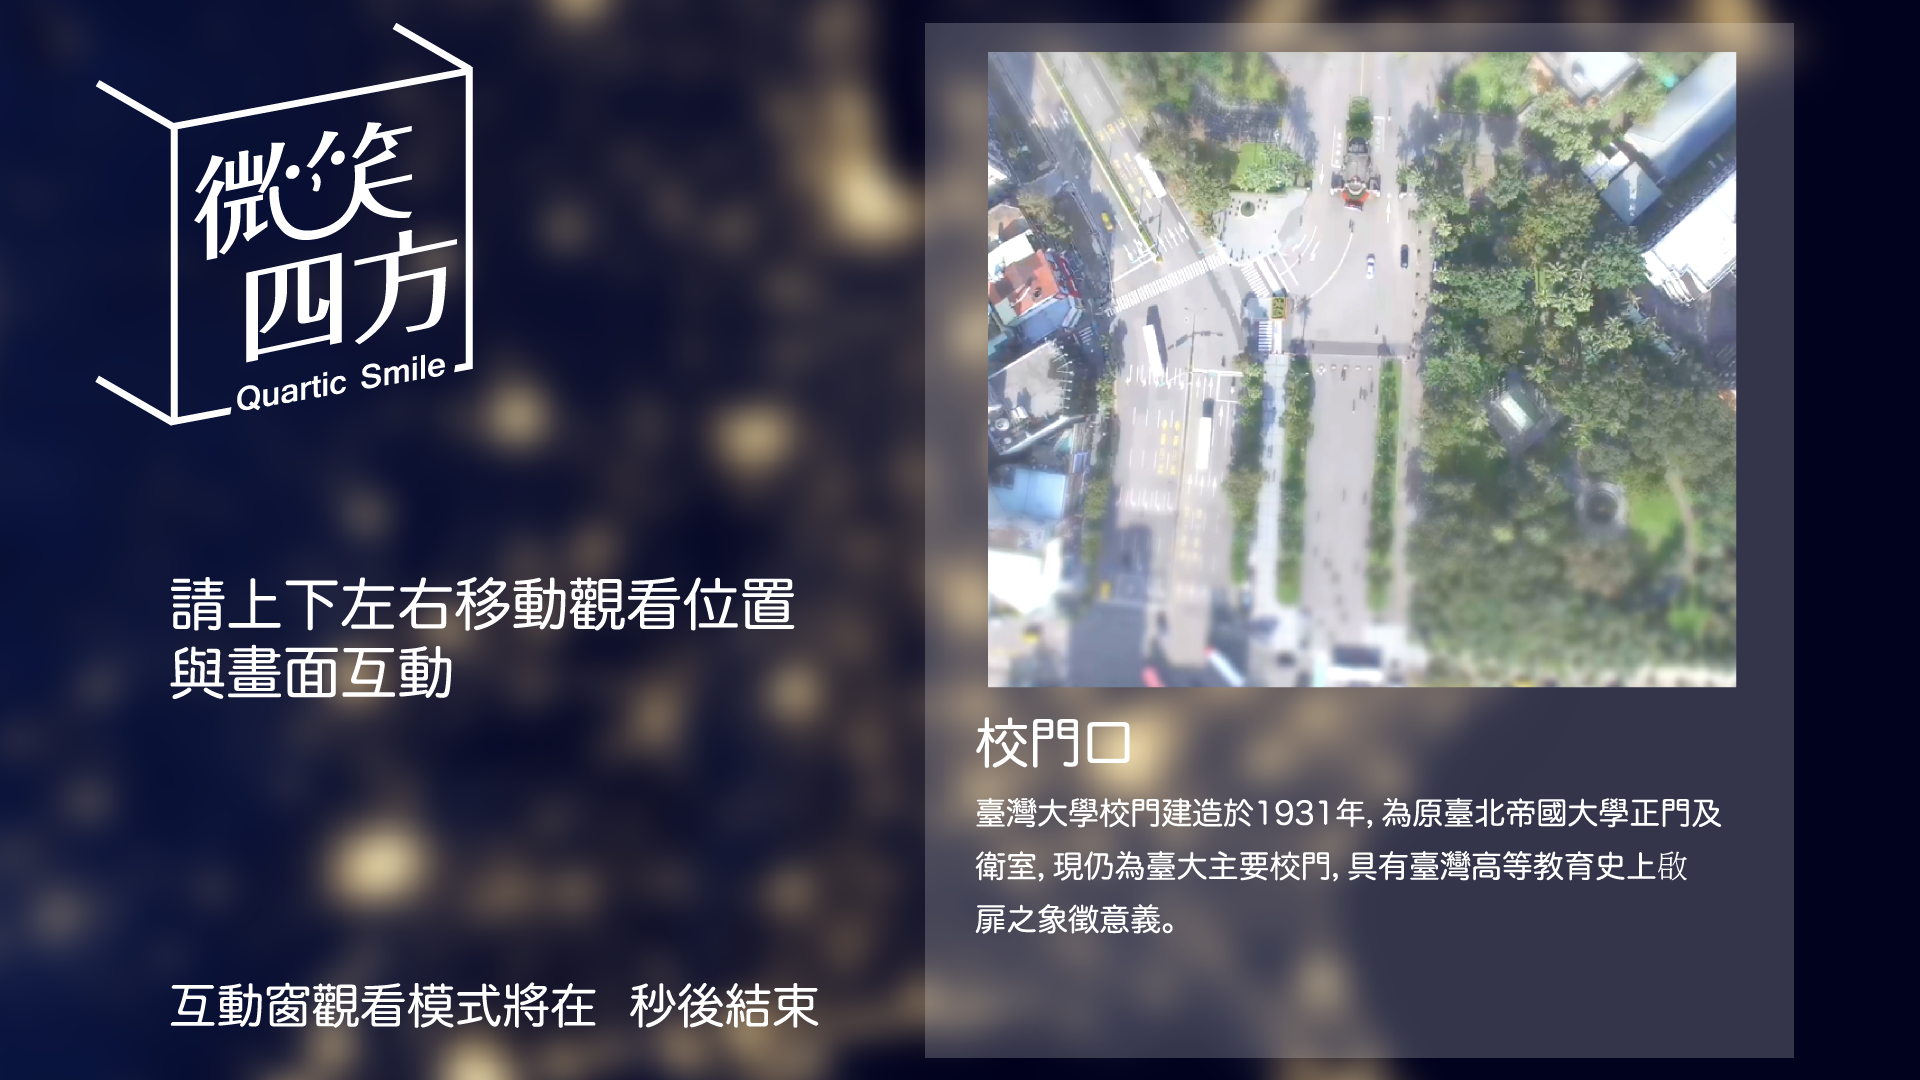 微笑
四方
Quartic Smile
請上下左右移動觀看位置
與畫面互動
互動窗觀看模式將在 秒後結束
校門口
臺灣大學校門建造於1931年, 為原臺北帝國大學正門及
衛室, 現仍為臺大主要校門, 具有臺灣高等教育史上啟
扉之象徵意義。